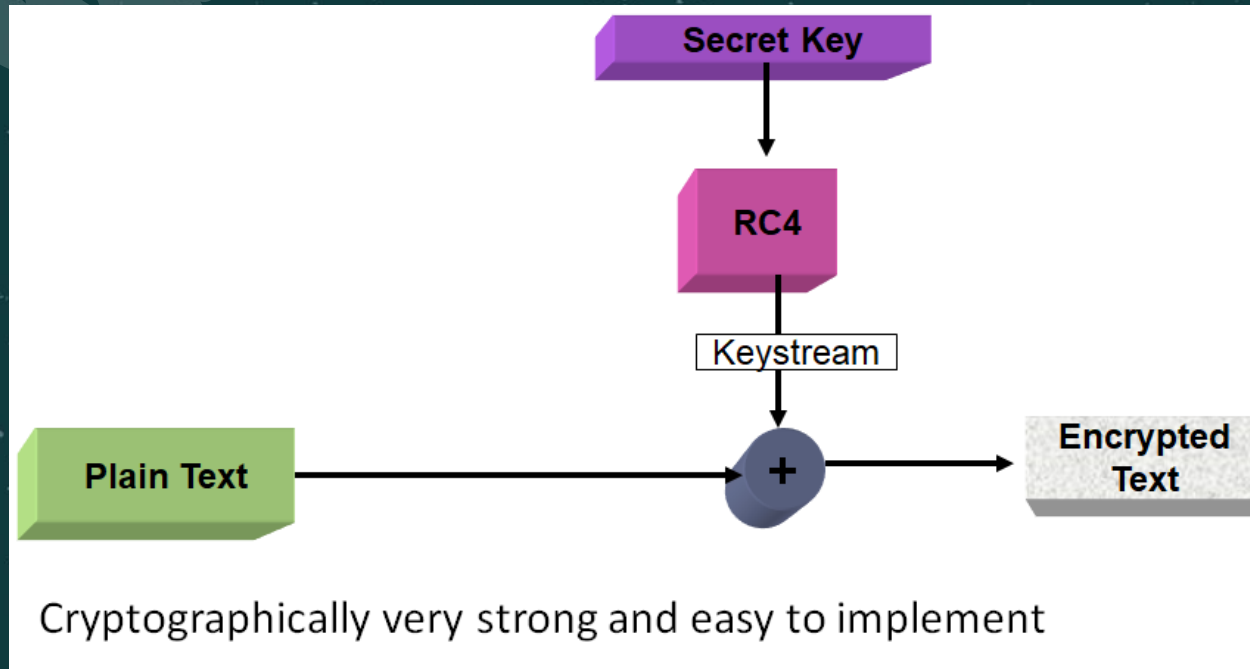 Secret Key
RC4
Keystream
Plain Text
+
Encrypted
Text
Cryptographically very strong and easy to implement